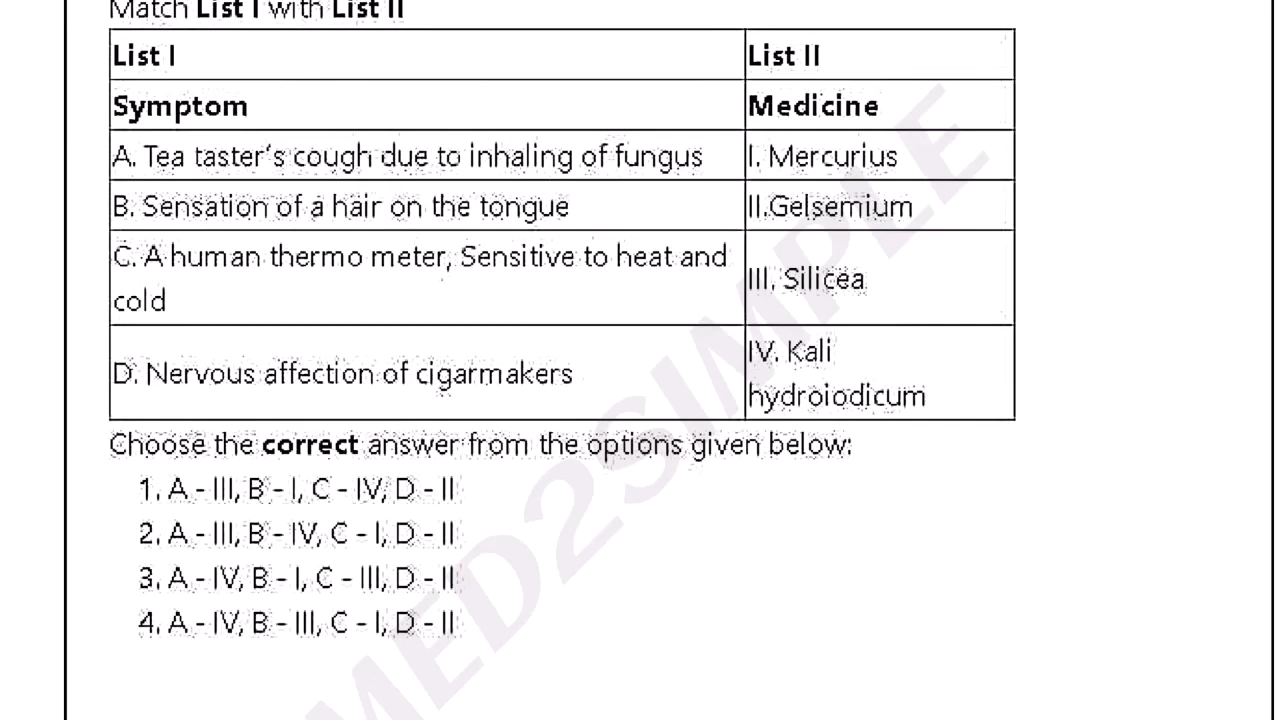 Match List I with List II
List I
List II
Symptom
Medicine
A. Tea taster's cough due to inhaling of fungus
I. Mercurius
B. Sensation of a hair on the tongue
II.Gelsemium
C. A human thermo meter, Sensitive to heat and
cold
III. Silicea
D. Nervous affection of cigarmakers
IV. Kali
hydroiodicum
Choose the correct answer from the options given below:
1. A - III, B - I, C - IV, D - II
2. A - III, B - IV, C - I, D - II
3. A - IV, B - I, C - III, D - II
4. A - IV, B - III, C - I, D - II
MED2SIMPLE